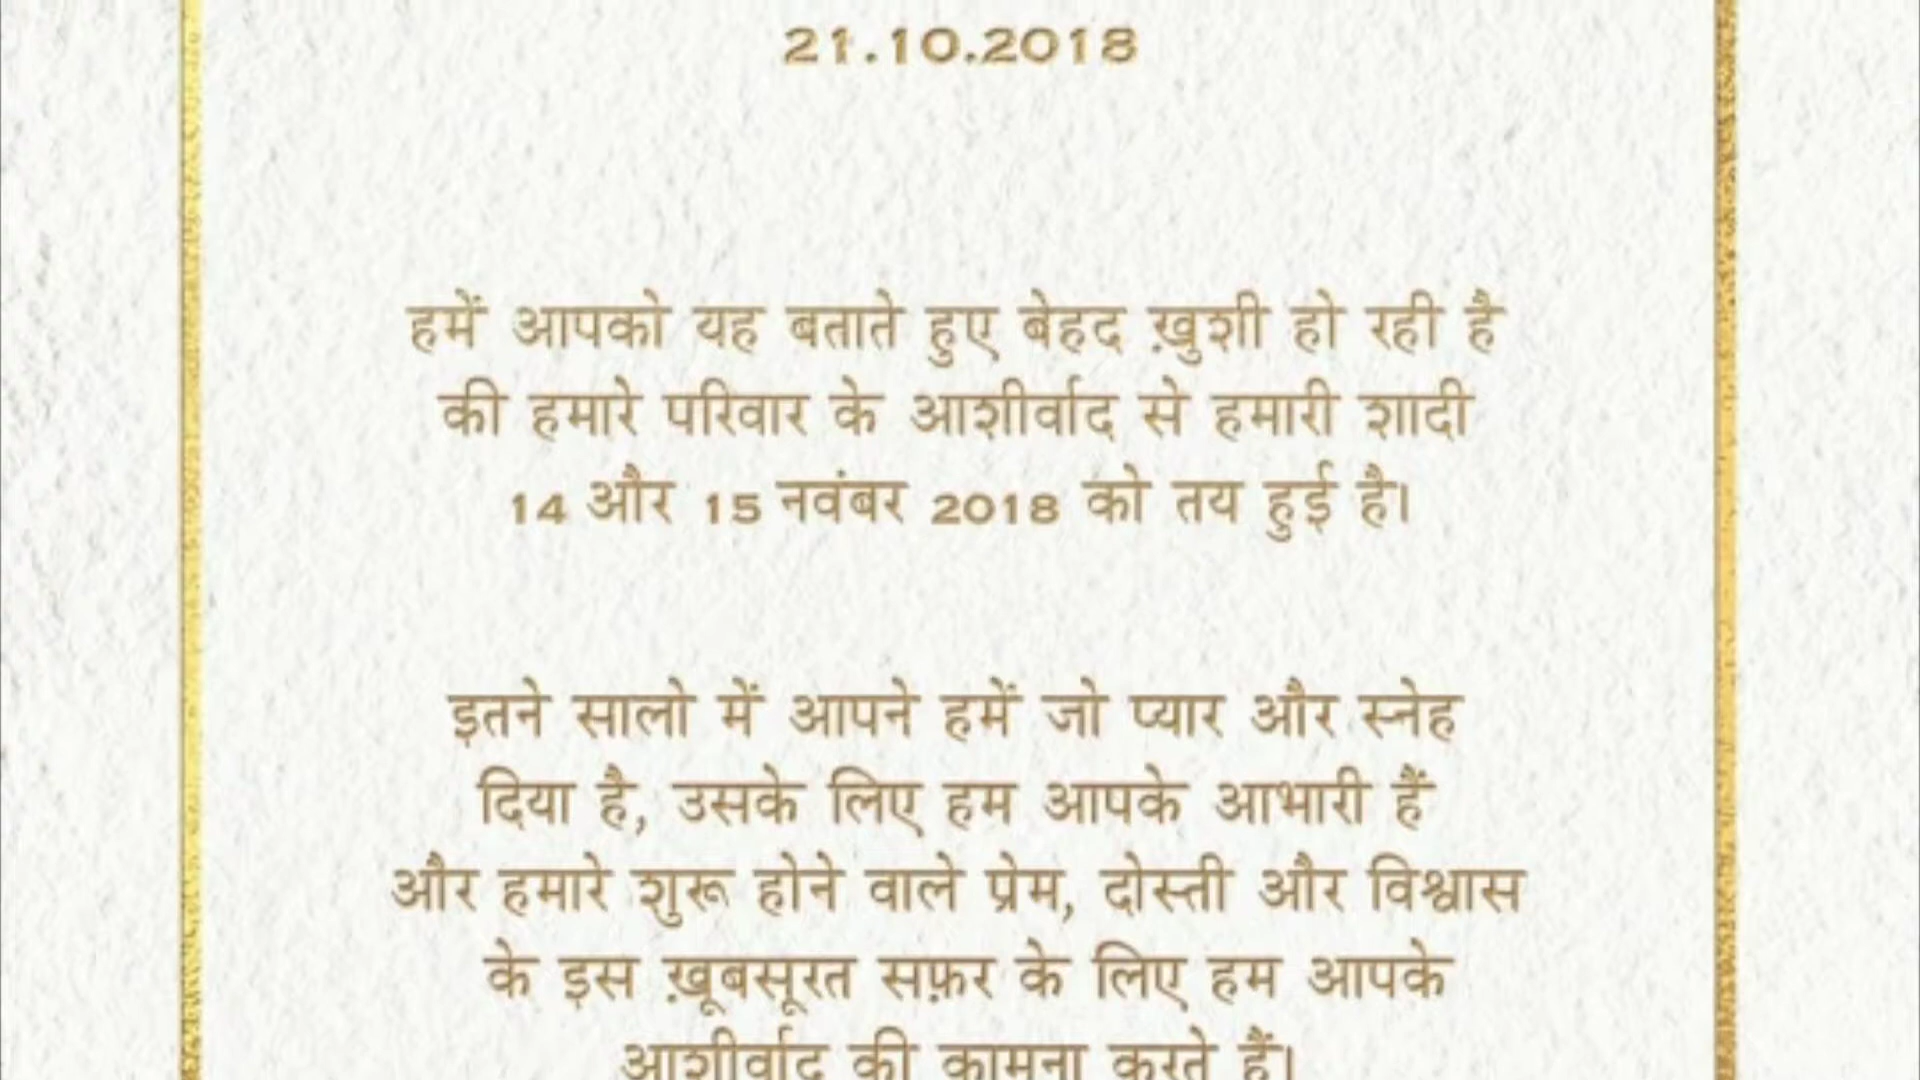 21.10.2018
हमें आपको यह बताते हुए बेहद ख़ुशी हो रही है
की हमारे परिवार के आशीर्वाद से हमारी शादी
14 और 15 नवंबर 2018 को तय हुई है।
इतने सालो में आपने हमें जो प्यार और स्नेह
दिया है, उसके लिए हम आपके आभारी हैं
और हमारे शुरू होने वाले प्रेम, दोस्ती और विश्वास
के इस ख़ूबसूरत सफ़र के लिए हम आपके
आशीर्वाद की कामना करते हैं।